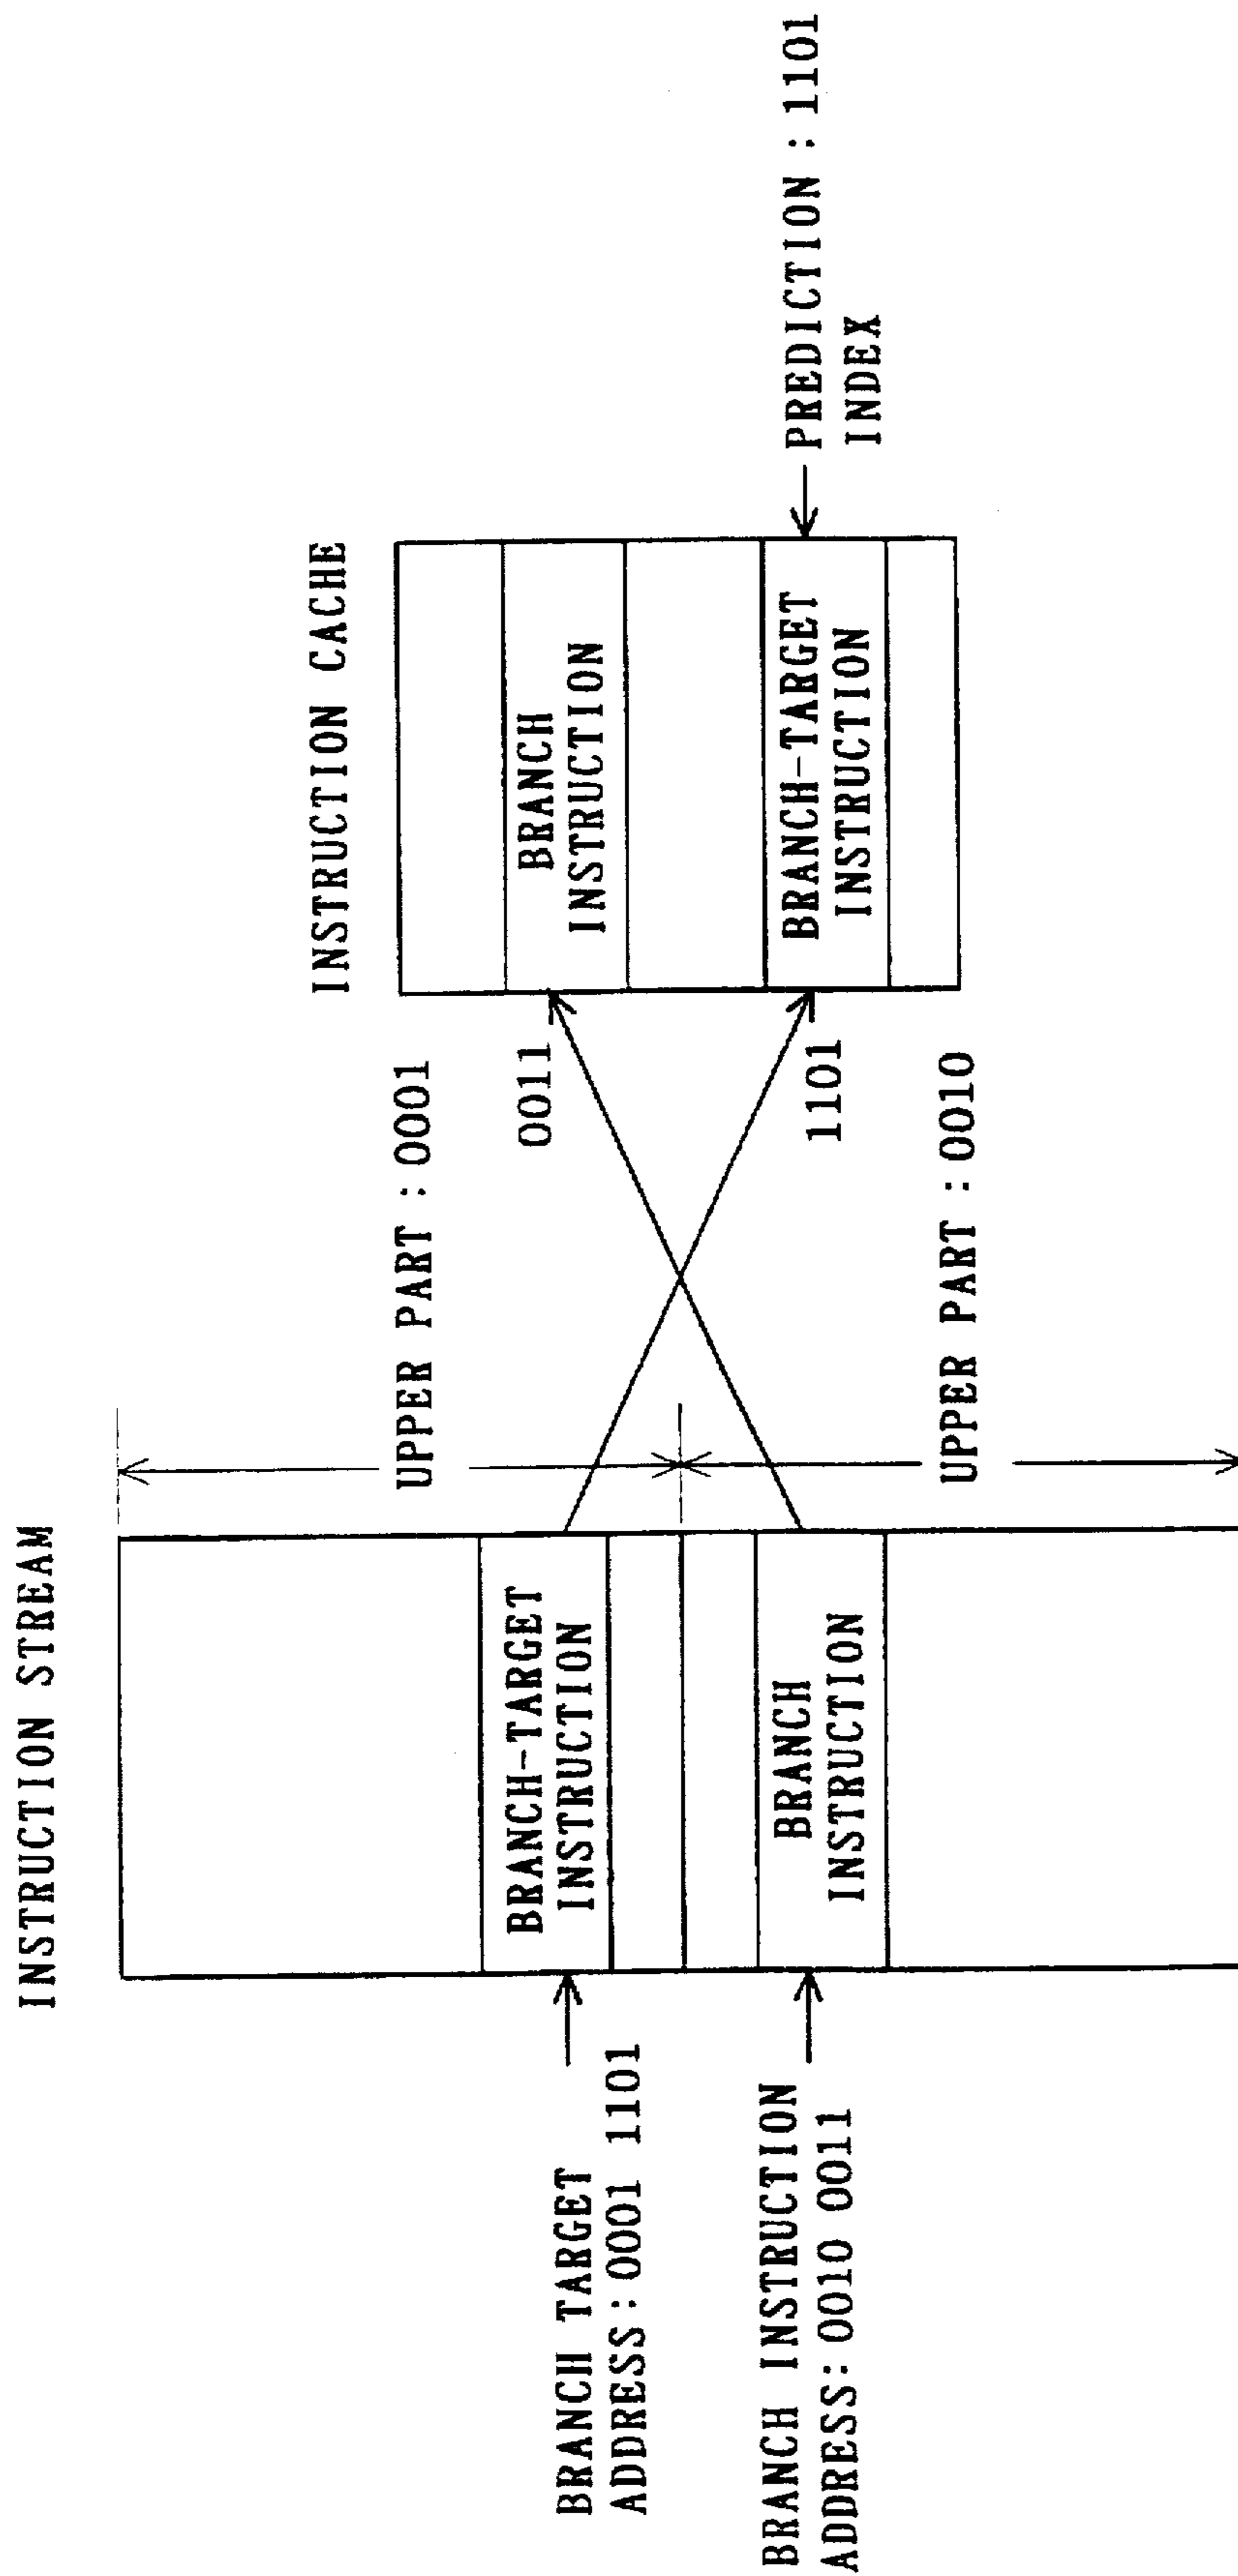 INSTRUCTION STREAM
BRANCH TARGET
ADDRESS : 0001 1101
BRANCH-TARGET
INSTRUCTION
BRANCH INSTRUCTION
ADDRESS : 0010 0011
BRANCH
INSTRUCTION
UPPER PART : 0001
UPPER PART : 0010
INSTRUCTION CACHE
0011
BRANCH
INSTRUCTION
1101
BRANCH-TARGET
INSTRUCTION
PREDICTION : 1101
INDEX